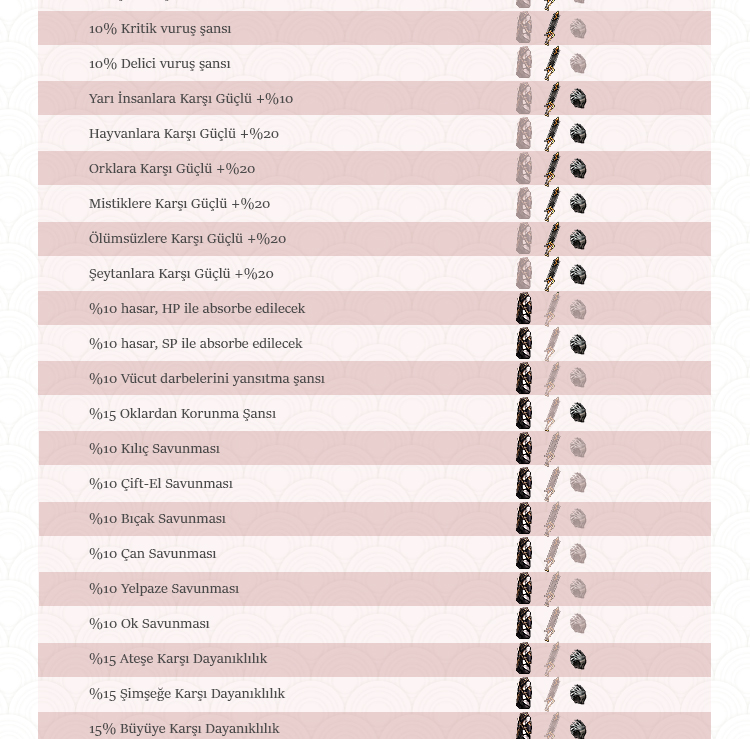 10% Kritik vuruş şansı
10% Delici vuruş şansı
Yarı İnsanlara Karşı Güçlü +%10
Hayvanlara Karşı Güçlü +%20
Orklara Karşı Güçlü +%20
Mistiklere Karşı Güçlü +%20
Ölümsüzlere Karşı Güçlü +%20
Şeytanlara Karşı Güçlü +%20
%10 hasar, HP ile absorbe edilecek
%10 hasar, SP ile absorbe edilecek
%10 Vücut darbelerini yansıtma şansı
%15 Oklardan Korunma Şansı
%10 Kılıç Savunması
%10 Çift-El Savunması
%10 Bıçak Savunması
%10 Çan Savunması
%10 Yelpaze Savunması
%10 Ok Savunması
%15 Ateşe Karşı Dayanıklılık
%15 Şimşeğe Karşı Dayanıklılık
15% Büyüye Karşı Dayanıklılık